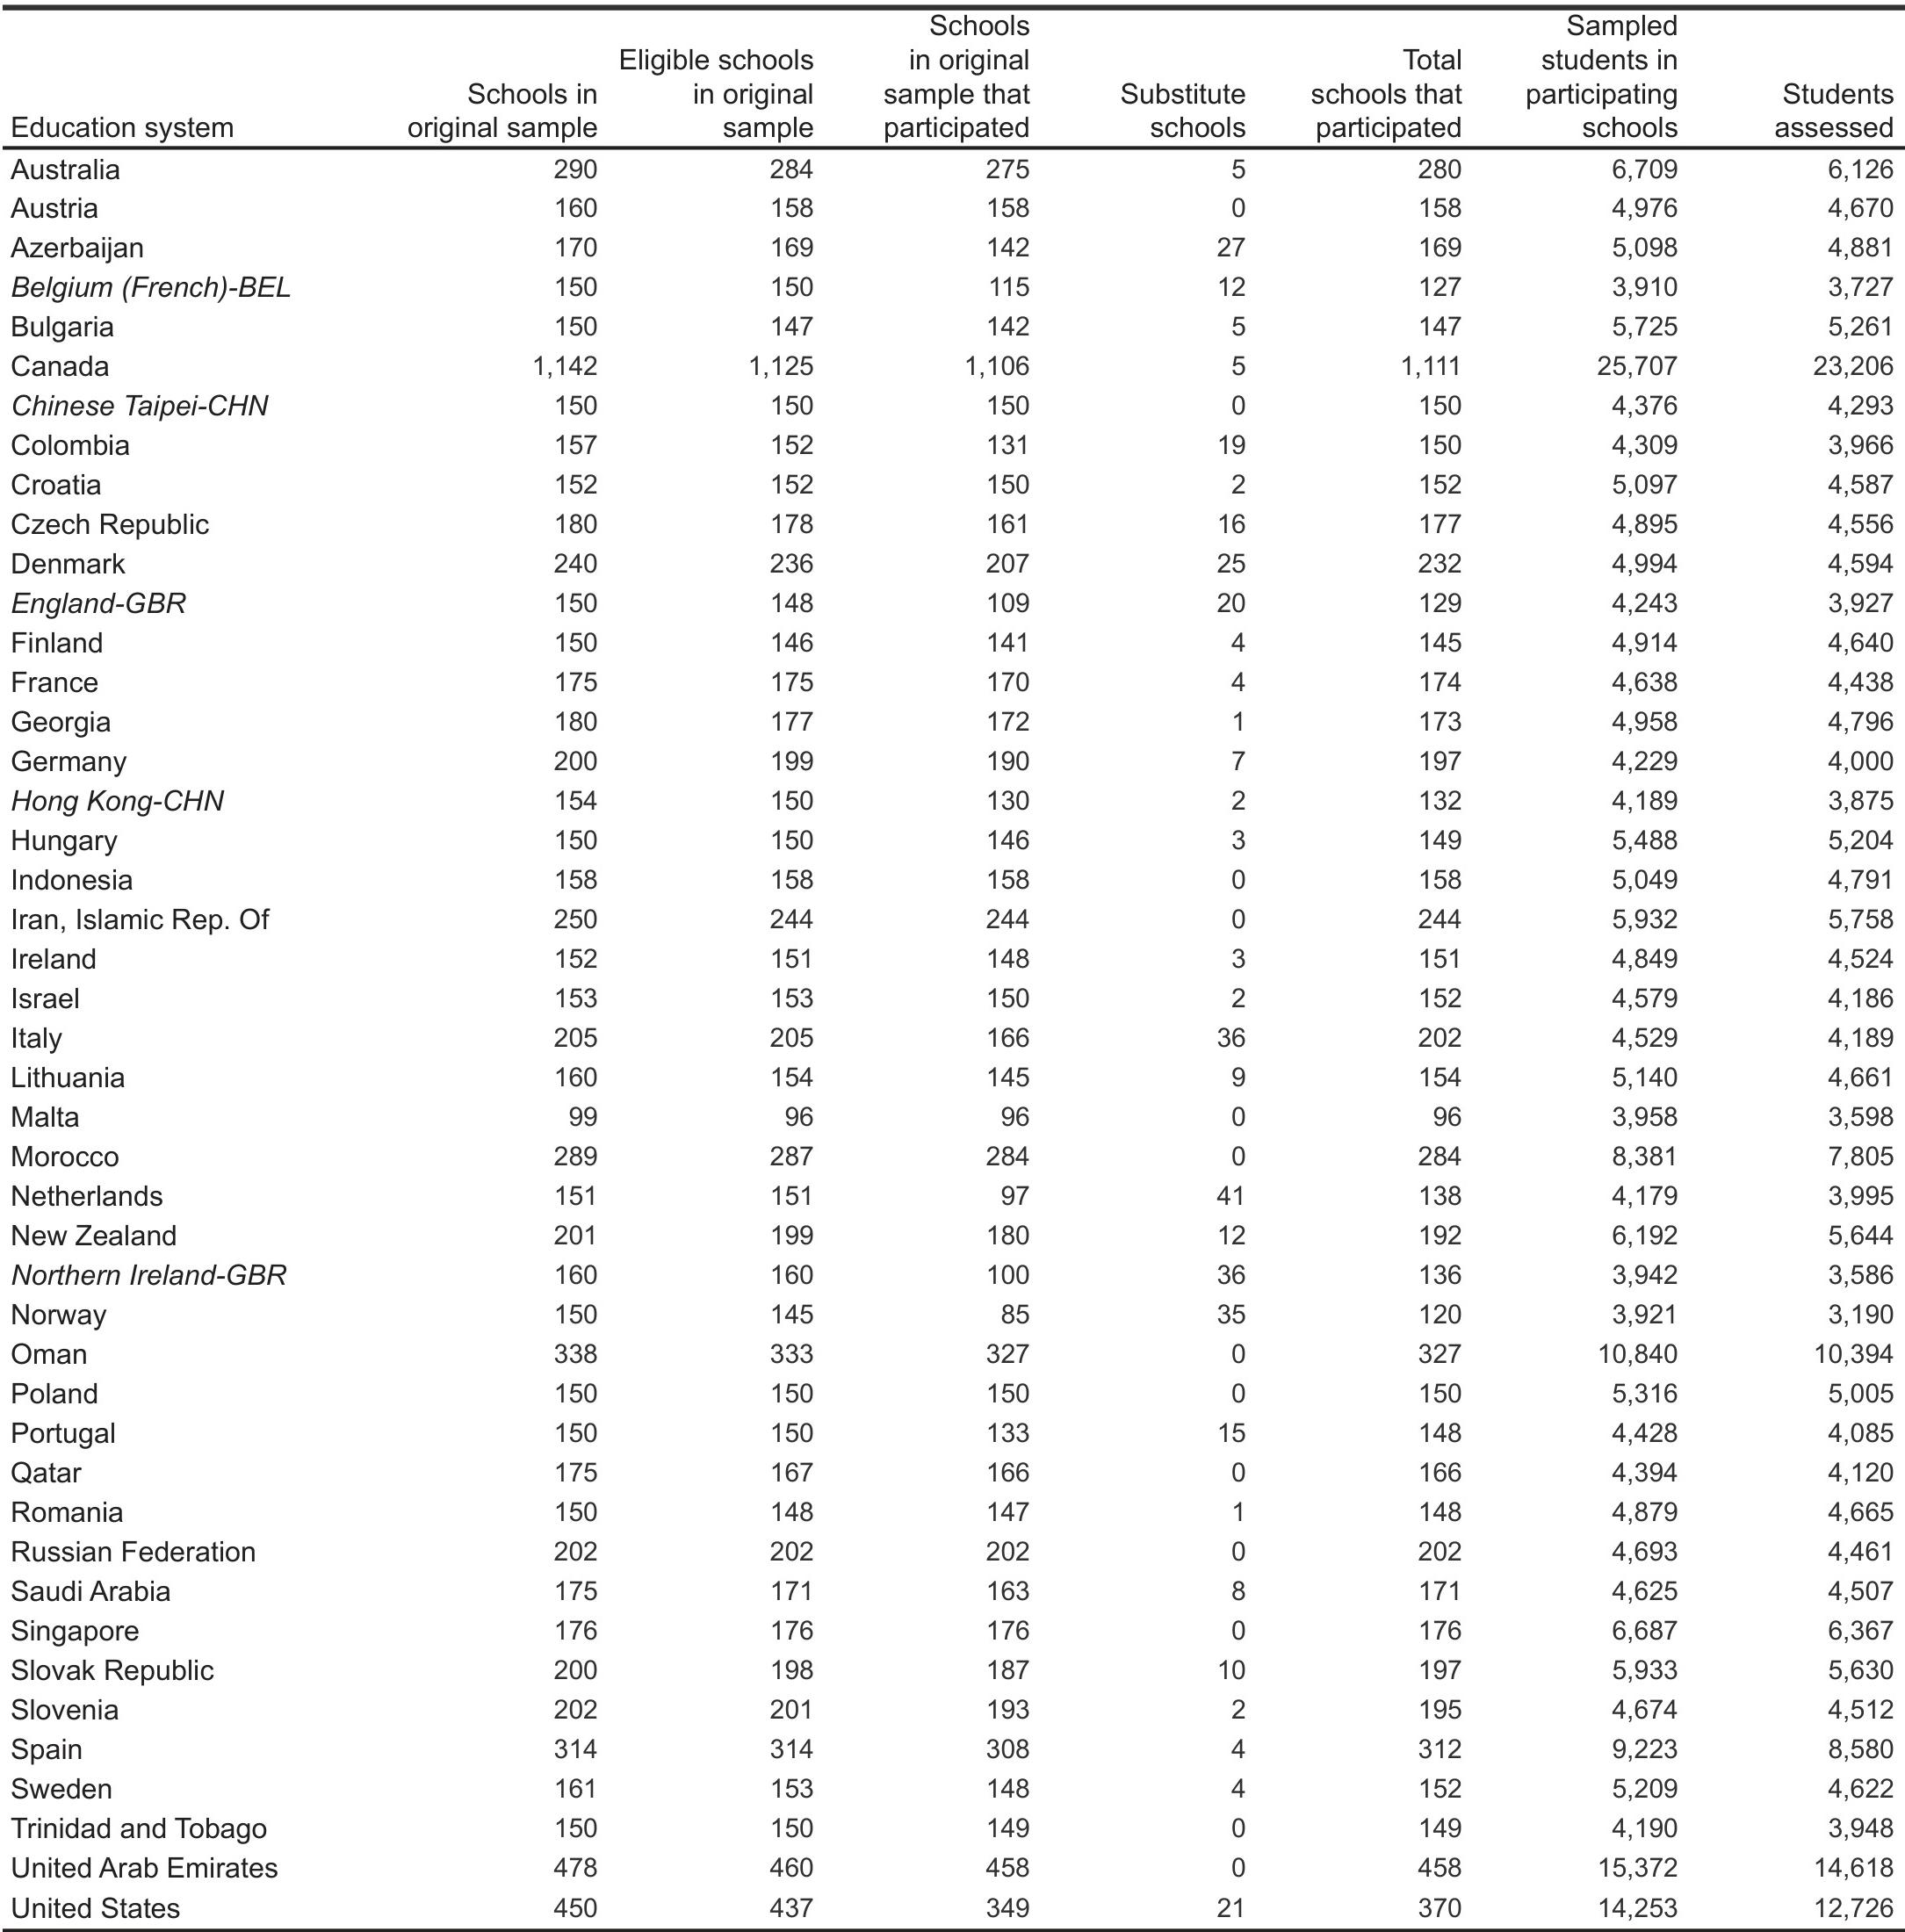 Education system Schools in original sample Eligible schools in original sample Schools in original sample that participated Substitute schools Total schools that participated Sampled students in participating schools Students assessed
Australia 290 284 275 5 280 6,709 6,126
Austria 160 158 158 0 158 4,976 4,670
Azerbaijan 170 169 142 27 169 5,098 4,881
Belgium (French)-BEL 150 150 115 12 127 3,910 3,727
Bulgaria 150 147 142 5 147 5,725 5,261
Canada 1,142 1,125 1,106 5 1,111 25,707 23,206
Chinese Taipei-CHN 150 150 150 0 150 4,376 4,293
Colombia 157 152 131 19 150 4,309 3,966
Croatia 152 152 150 2 152 5,097 4,587
Czech Republic 180 178 161 16 177 4,895 4,556
Denmark 240 236 207 25 232 4,994 4,594
England-GBR 150 148 109 20 129 4,243 3,927
Finland 150 146 141 4 145 4,914 4,640
France 175 175 170 4 174 4,638 4,438
Georgia 180 177 172 1 173 4,958 4,796
Germany 200 199 190 7 197 4,229 4,000
Hong Kong-CHN 154 150 130 2 132 4,189 3,875
Hungary 150 150 146 3 149 5,488 5,204
Indonesia 158 158 158 0 158 5,049 4,791
Iran, Islamic Rep. Of 250 244 244 0 244 5,932 5,758
Ireland 152 151 148 3 151 4,849 4,524
Israel 153 153 150 2 152 4,579 4,186
Italy 205 205 166 36 202 4,529 4,189
Lithuania 160 154 145 9 154 5,140 4,661
Malta 99 96 96 0 96 3,958 3,598
Morocco 289 287 284 0 284 8,381 7,805
Netherlands 151 151 97 41 138 4,179 3,995
New Zealand 201 199 180 12 192 6,192 5,644
Northern Ireland-GBR 160 160 100 36 136 3,942 3,586
Norway 150 145 85 35 120 3,921 3,190
Oman 338 333 327 0 327 10,840 10,394
Poland 150 150 150 0 150 5,316 5,005
Portugal 150 150 133 15 148 4,428 4,085
Qatar 175 167 166 0 166 4,394 4,120
Romania 150 148 147 1 148 4,879 4,665
Russian Federation 202 202 202 0 202 4,693 4,461
Saudi Arabia 175 171 163 8 171 4,625 4,507
Singapore 176 176 176 0 176 6,687 6,367
Slovak Republic 200 198 187 10 197 5,933 5,630
Slovenia 202 201 193 2 195 4,674 4,512
Spain 314 314 308 4 312 9,223 8,580
Sweden 161 153 148 4 152 5,209 4,622
Trinidad and Tobago 150 150 149 0 149 4,190 3,948
United Arab Emirates 478 460 458 0 458 15,372 14,618
United States 450 437 349 21 370 14,253 12,726